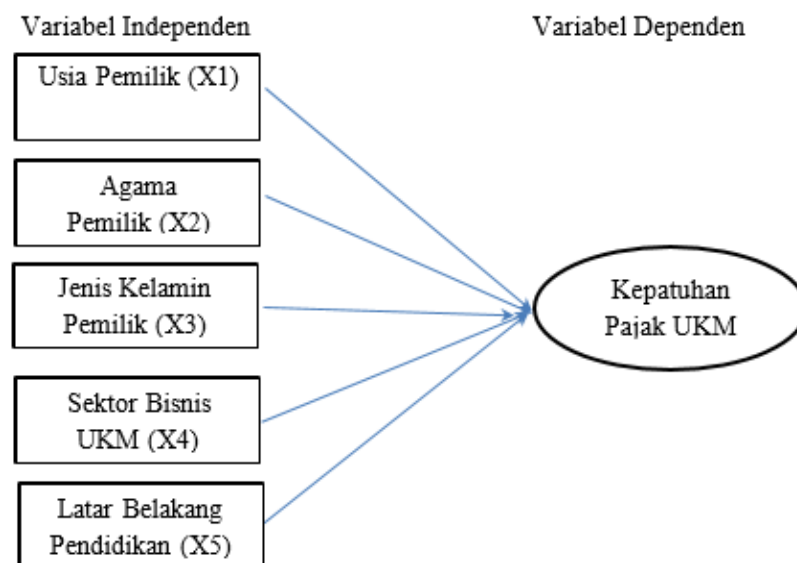 Variabel Independen
Variabel Dependen
Usia Pemilik (X1)
Agama
Pemilik (X2)
Jenis Kelamin
Pemilik (X3)
Sektor Bisnis
UKM (X4)
Latar Belakang
Pendidikan (X5)
Kepatuhan
Pajak UKM